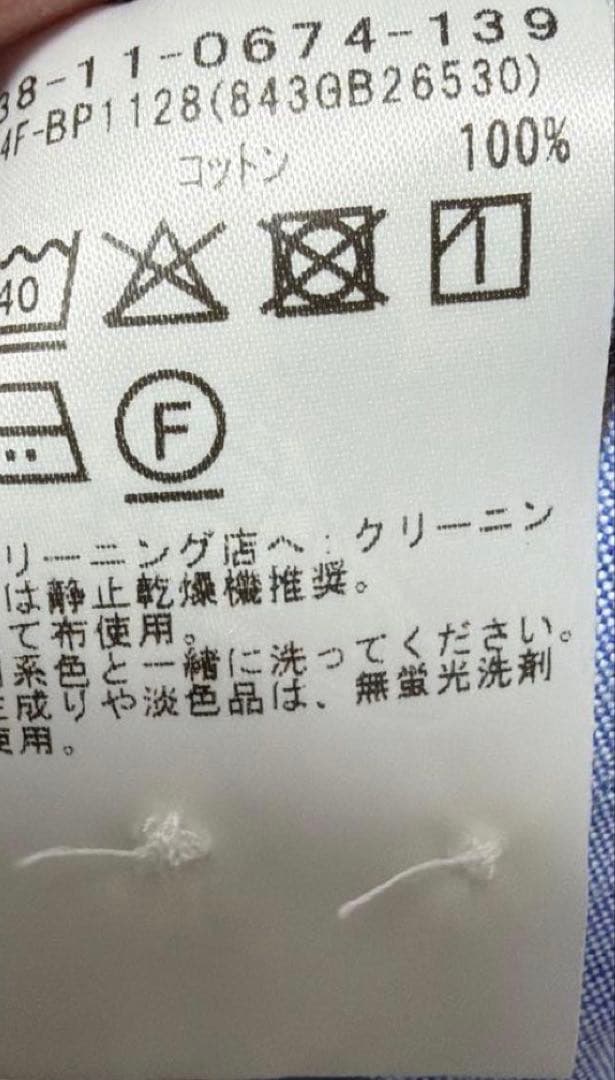 38-11-0674-139
4F-BP1128(843GB26530)
コットン 100%
40
F
リーニング店へ:クリーニン
は静止乾燥機推奨。
て布使用。
系色と一緒に洗ってください。
生成りや淡色品は、無蛍光洗剤
使用。